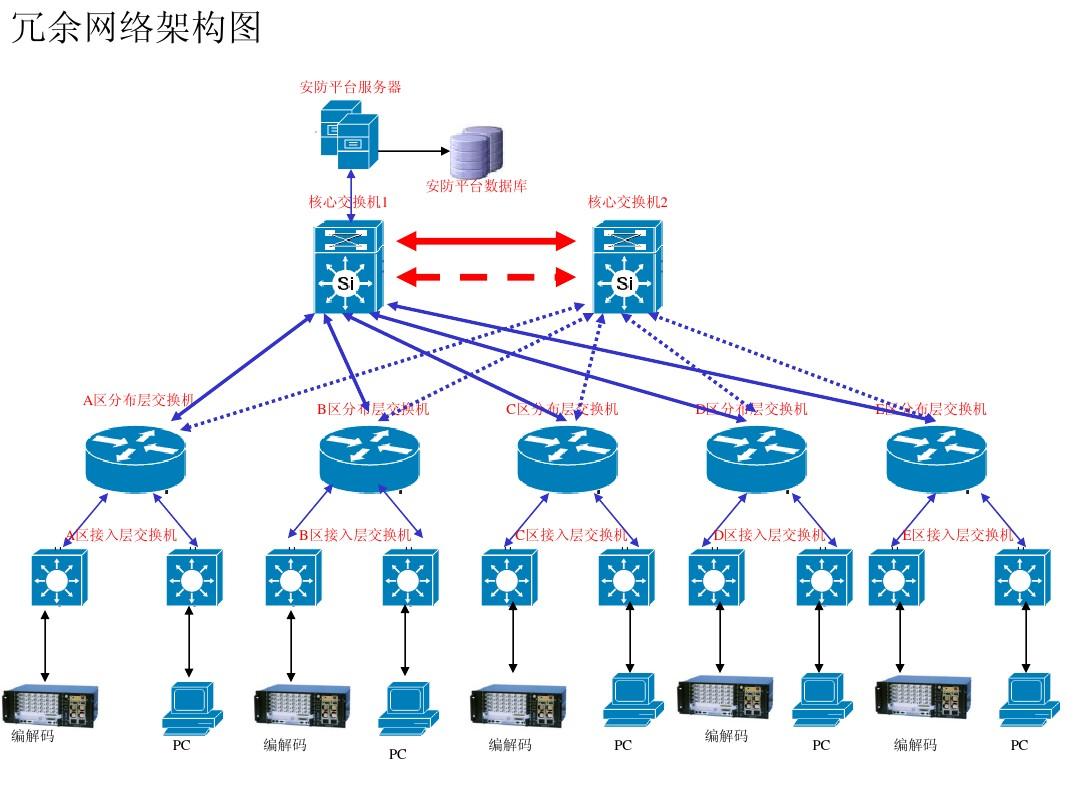 冗余网络架构图
安防平台服务器
安防平台数据库
核心交换机1
核心交换机2
Si
Si
A区分布层交换机
B区分布层交换机
C区分布层交换机
D区分布层交换机
E区分布层交换机
A区接入层交换机
B区接入层交换机
C区接入层交换机
D区接入层交换机
E区接入层交换机
编解码
PC
编解码
PC
编解码
PC
编解码
PC
编解码
PC